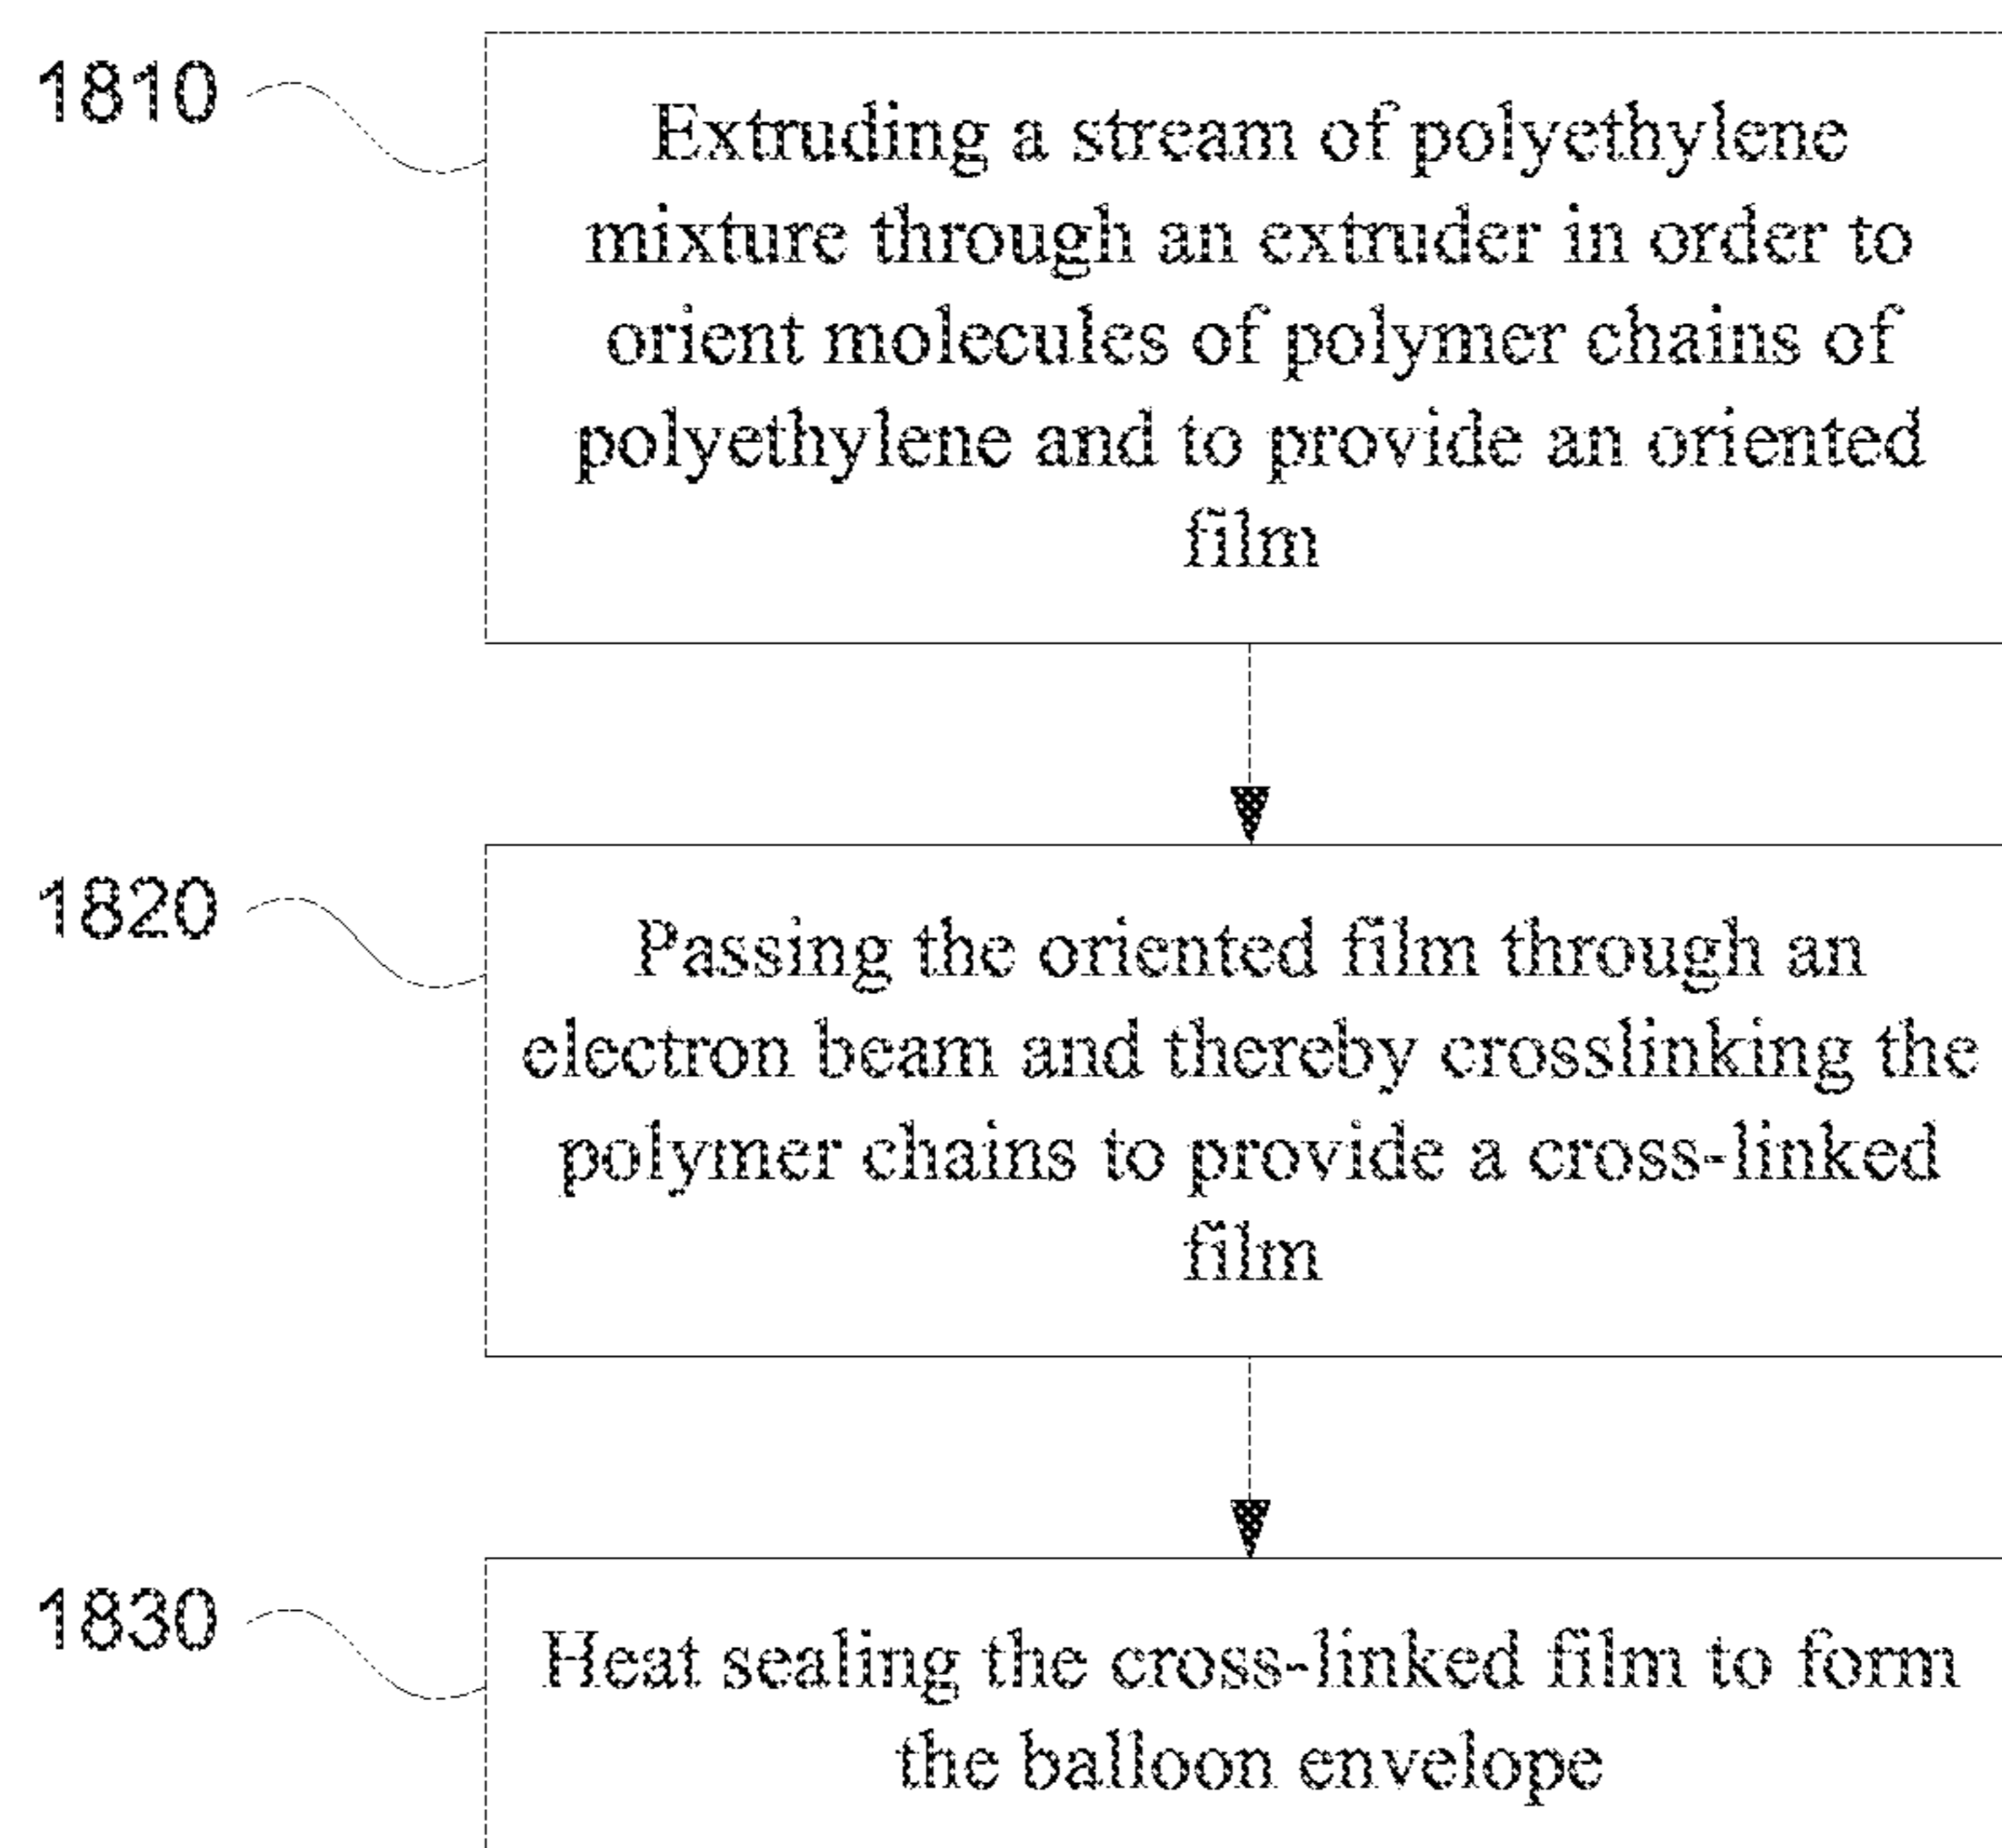 1810
Extruding a stream of polyethylene
mixture through an extruder in order to
orient molecules of polymer chains of
polyethylene and to provide an oriented
film
1820
Passing the oriented film through an
electron beam and thereby crosslinking the
polymer chains to provide a cross-linked
film
1830
Heat sealing the cross-linked film to form
the balloon envelope